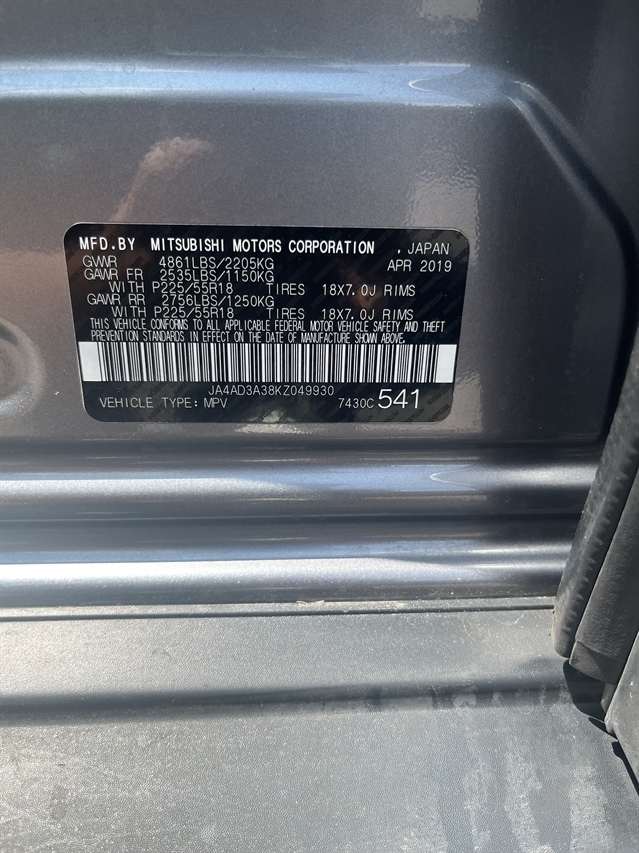 MFD.BY MITSUBISHI MOTORS CORPORATION . JAPAN
GVWR 4861LBS/2205KG APR 2019
GAWR FR 2535LBS/1150KG
WITH P225/55R18 TIRES 18X7.0J RIMS
GAWR RR 2756LBS/1250KG
WITH P225/55R18 TIRES 18X7.0J RIMS
THIS VEHICLE CONFORMS TO ALL APPLICABLE FEDERAL MOTOR VEHICLE SAFETY AND THEFT
PREVENTION STANDARDS IN EFFECT ON THE DATE OF MANUFACTURE SHOWN ABOVE.
JA4AD3A38KZ049930
VEHICLE TYPE: MPV 7430C 541